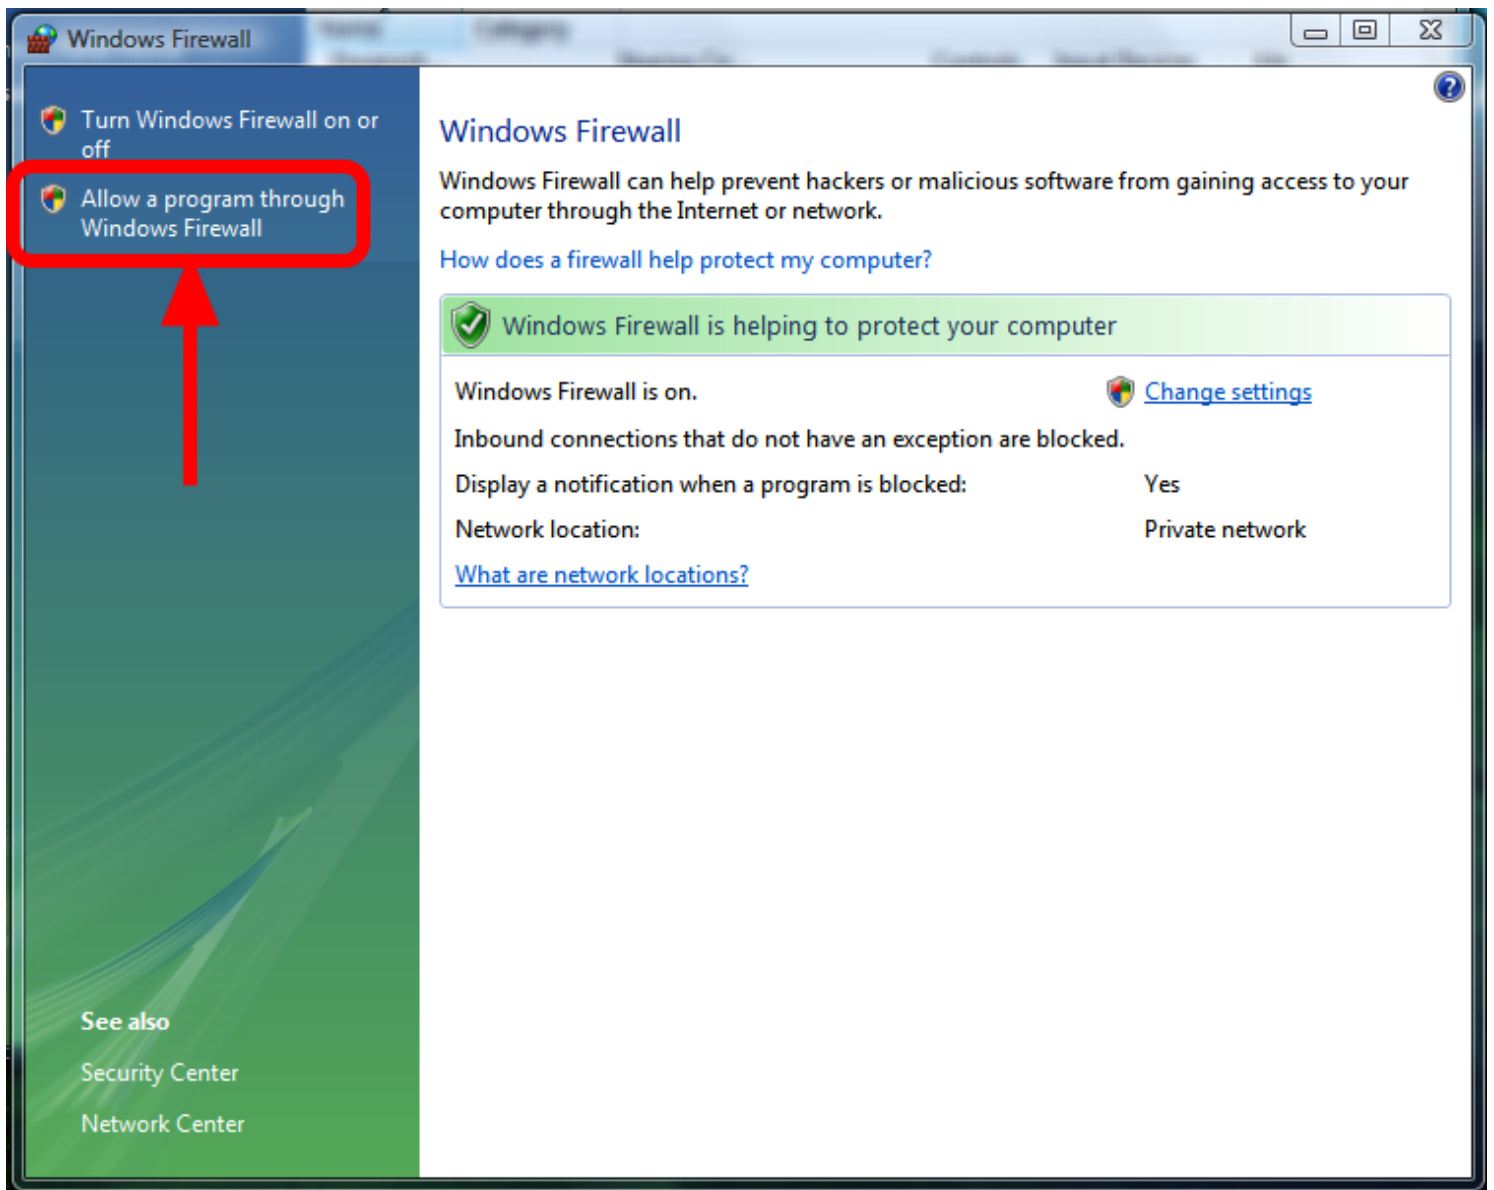 Windows Firewall
Turn Windows Firewall on or
off
Allow a program through
Windows Firewall
See also
Security Center
Network Center
Windows Firewall
Windows Firewall can help prevent hackers or malicious software from gaining access to your
computer through the Internet or network.
How does a firewall help protect my computer?
Windows Firewall is helping to protect your computer
Windows Firewall is on. Change settings
Inbound connections that do not have an exception are blocked.
Display a notification when a program is blocked: Yes
Network location: Private network
What are network locations?